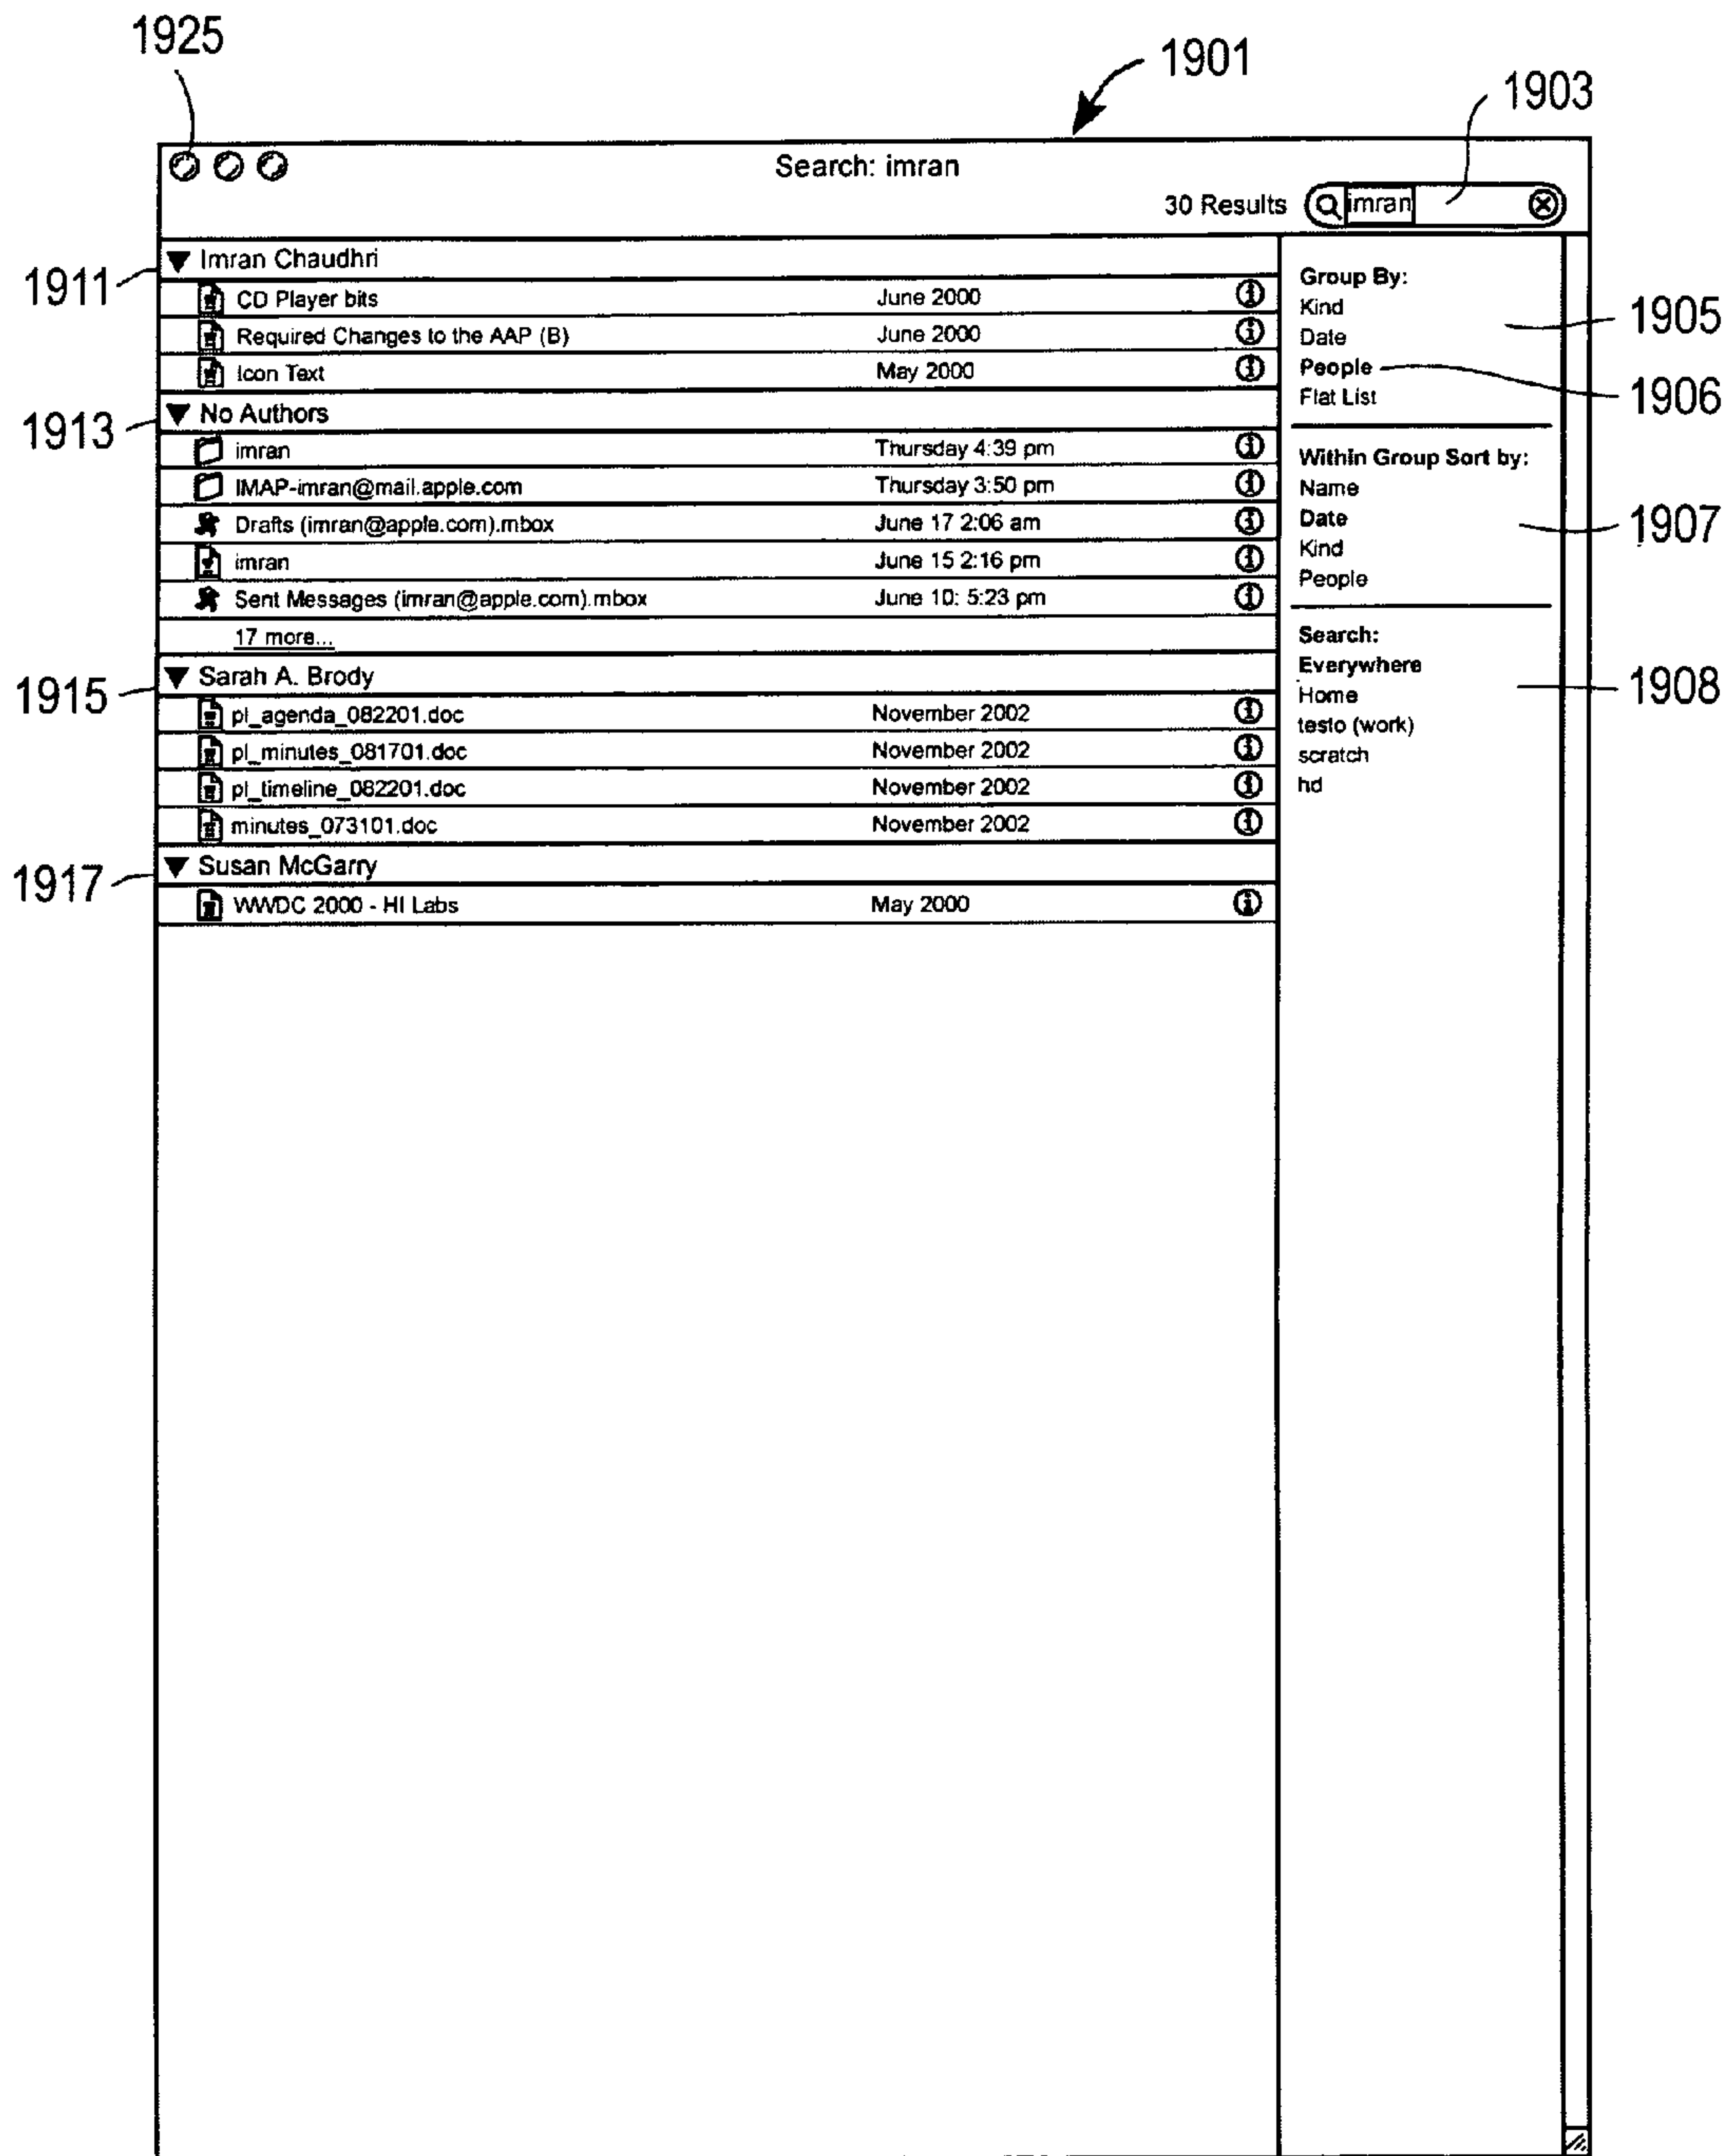 1925
1901
1903
Search: imran
30 Results
imran
1911
Imran Chaudhri
CD Player bits June 2000
Required Changes to the AAP (B) June 2000
Icon Text May 2000
1913
No Authors
imran Thursday 4:39 pm
IMAP-imran@mail.apple.com Thursday 3:50 pm
Drafts (imran@apple.com).mbox June 17 2:06 am
imran June 15 2:16 pm
Sent Messages (imran@apple.com).mbox June 10: 5:23 pm
17 more...
1915
Sarah A. Brody
pl_agenda_082201.doc November 2002
pl_minutes_081701.doc November 2002
pl_timeline_082201.doc November 2002
minutes_073101.doc November 2002
1917
Susan McGarry
WWDC 2000 - HI Labs May 2000
Group By:
Kind
Date
People
Flat List
1905
1906
Within Group Sort by:
Name
Date
Kind
People
1907
Search:
Everywhere
Home
testo (work)
scratch
hd
1908